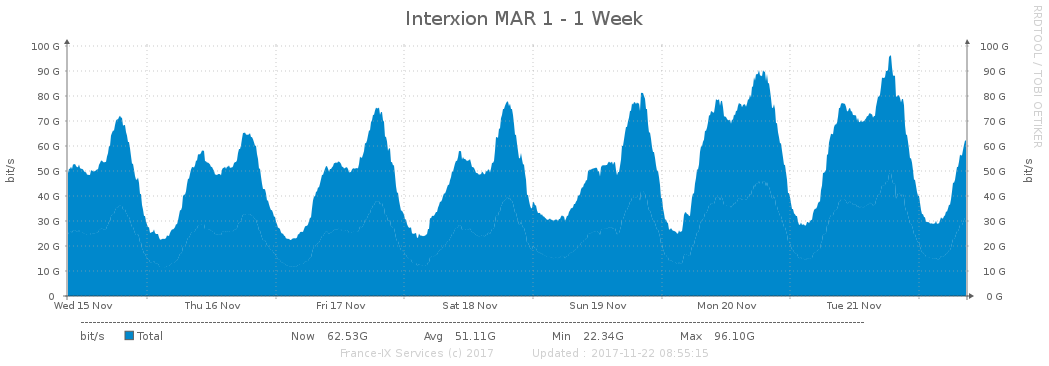 Interxion MAR 1 - 1 Week
RRDTOOL / TOBI OETIKER
bit/s
100 G 100 G
90 G 90 G
80 G 80 G
70 G 70 G
60 G 60 G
50 G 50 G
40 G 40 G
30 G 30 G
20 G 20 G
10 G 10 G
0 0 G
bit/s
Wed 15 Nov Thu 16 Nov Fri 17 Nov Sat 18 Nov Sun 19 Nov Mon 20 Nov Tue 21 Nov
bit/s Total Now 62.53G Avg 51.11G Min 22.34G Max 96.10G
France-IX Services (c) 2017 Updated : 2017-11-22 08:55:15